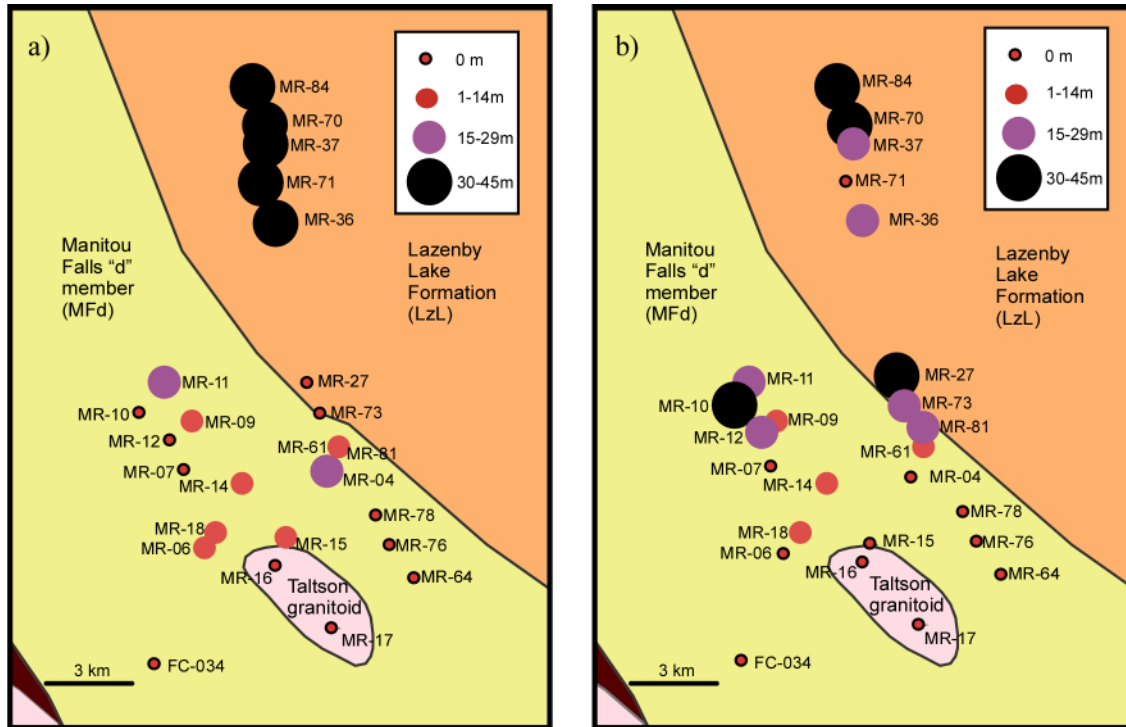 a)
0 m
1-14m
15-29m
30-45m
MR-84
MR-70
MR-37
MR-71
MR-36
Manitou
Falls "d"
member
(MFd)
Lazenby
Lake
Formation
(LzL)
MR-11
MR-27
MR-10
MR-73
MR-09
MR-12
MR-61
MR-81
MR-07
MR-04
MR-14
MR-78
MR-18
MR-15
MR-76
MR-06
MR-16
MR-64
Taltson
granitoid
MR-17
FC-034
3 km
b)
0 m
1-14m
15-29m
30-45m
MR-84
MR-70
MR-37
MR-71
MR-36
Manitou
Falls "d"
member
(MFd)
Lazenby
Lake
Formation
(LzL)
MR-11
MR-27
MR-10
MR-73
MR-09
MR-81
MR-12
MR-61
MR-07
MR-04
MR-14
MR-78
MR-18
MR-15
MR-76
MR-06
MR-16
MR-64
Taltson
granitoid
MR-17
FC-034
3 km